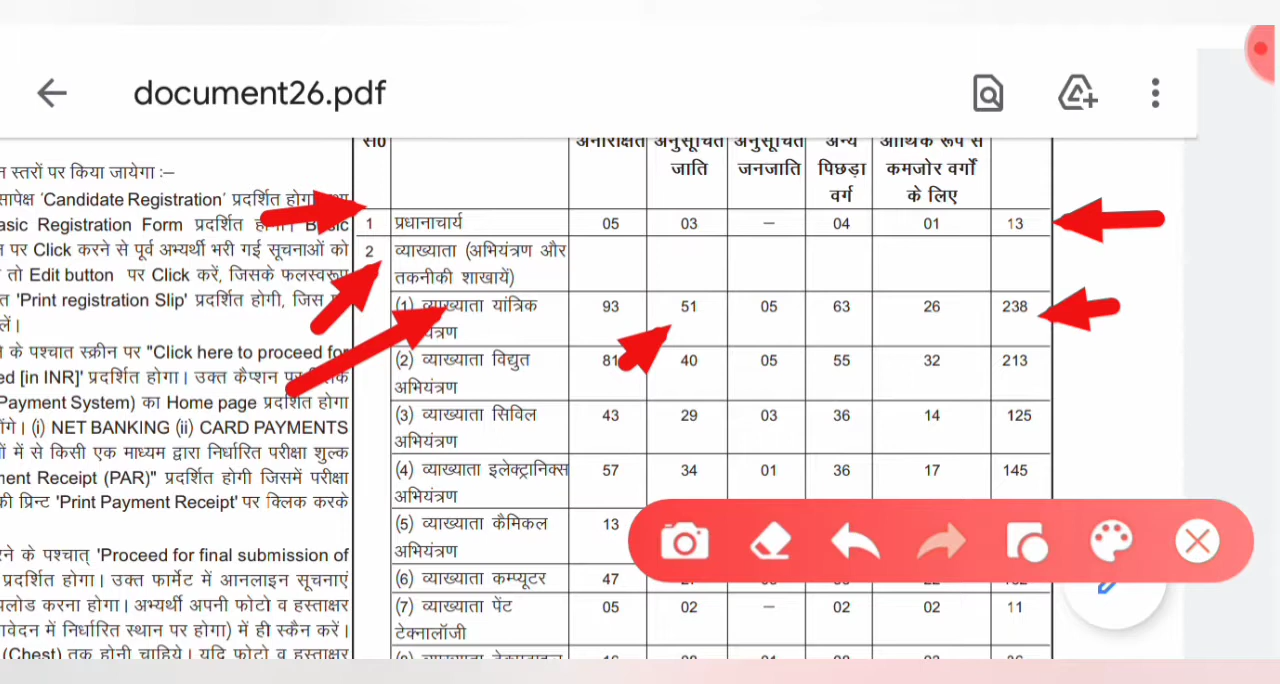 document26.pdf
न स्तरों पर किया जायेगा :–
सापेक्ष 'Candidate Registration' प्रदर्शित
asic Registration Form प्रदर्शित
न पर Click करने से पूर्व अभ्यर्थी भरी गई सूचनाओं को
तो Edit button पर Click करें, जिसके फलस्वरूप
त 'Print registration Slip' प्रदर्शित होगी, जिस
लें।
ने के पश्चात स्क्रीन पर "Click here to proceed for
ed [in INR]' प्रदर्शित होगा। उक्त कैप्शन
Payment System) का Home page प्रदर्शित होगा
ोंगे। (i) NET BANKING (ii) CARD PAYMENTS
ों में से किसी एक माध्यम द्वारा निर्धारित परीक्षा शुल्क
ment Receipt (PAR)" प्रदर्शित होगी जिसमें परीक्षा
की प्रिन्ट 'Print Payment Receipt' पर क्लिक करके
रने के पश्चात् 'Proceed for final submission of
प्रदर्शित होगा। उक्त फार्मेट में आनलाइन सूचनाएं
पलोड करना होगा। अभ्यर्थी अपनी फोटो व हस्ताक्षर
वेदन में निर्धारित स्थान पर होगा) में ही स्कैन करें।
(Chest) तक होनी चाहिये। यदि फोटो व हस्ताक्षर
सं0 अनारक्षित अनुसूचित अनुसूचित अन्य आर्थिक रूप से
जाति जनजाति पिछड़ा कमजोर वर्गों
वर्ग के लिए
1 प्रधानाचार्य 05 03 – 04 01 13
2 व्याख्याता (अभियंत्रण और
तकनीकी शाखायें)
(1) व्याख्याता यांत्रिक 93 51 05 63 26 238
(2) व्याख्याता विद्युत 81 40 05 55 32 213
अभियंत्रण
(3) व्याख्याता सिविल 43 29 03 36 14 125
अभियंत्रण
(4) व्याख्याता इलेक्ट्रानिक्स 57 34 01 36 17 145
अभियंत्रण
(5) व्याख्याता कैमिकल 13
अभियंत्रण
(6) व्याख्याता कम्प्यूटर 47
(7) व्याख्याता पेंट 05 02 – 02 02 11
टेक्नालॉजी